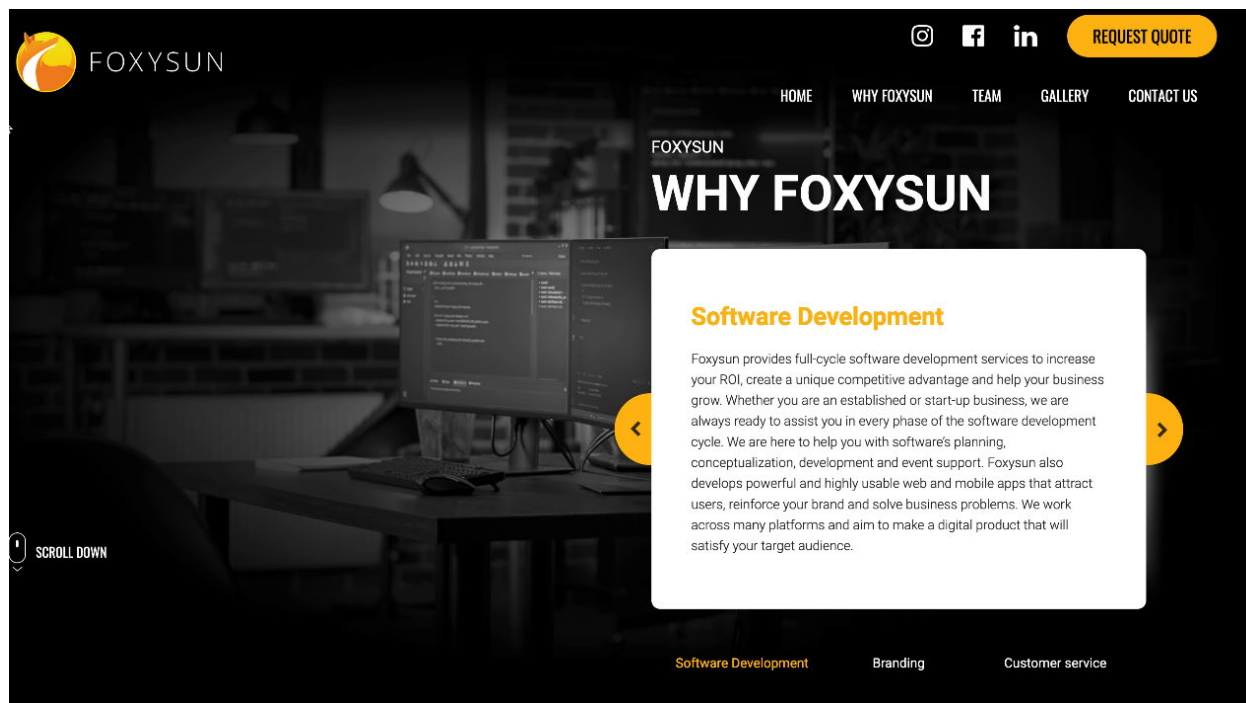 FOXYSUN
REQUEST QUOTE
HOME WHY FOXYSUN TEAM GALLERY CONTACT US
FOXYSUN
WHY FOXYSUN
Software Development
Foxysun provides full-cycle software development services to increase
your ROI, create a unique competitive advantage and help your business
grow. Whether you are an established or start-up business, we are
always ready to assist you in every phase of the software development
cycle. We are here to help you with software's planning,
conceptualization, development and event support. Foxysun also
develops powerful and highly usable web and mobile apps that attract
users, reinforce your brand and solve business problems. We work
across many platforms and aim to make a digital product that will
satisfy your target audience.
SCROLL DOWN
Software Development Branding Customer service